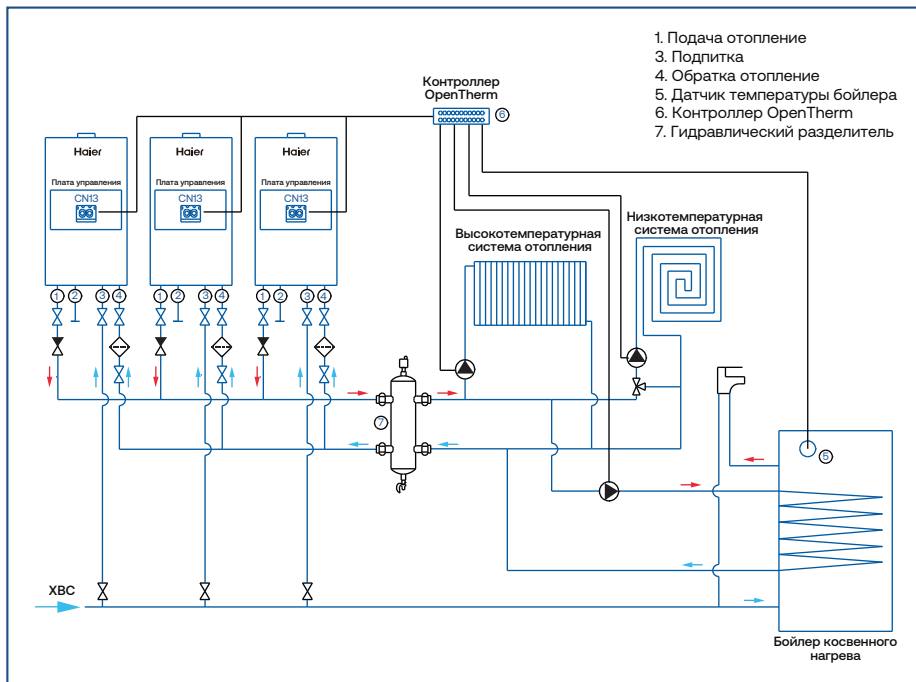 1. Подача отопление
3. Подпитка
4. Обратка отопление
5. Датчик температуры бойлера
6. Контроллер OpenTherm
7. Гидравлический разделитель
Контроллер
OpenTherm
6
Haier
Haier
Haier
Плата управления
Плата управления
Плата управления
CN13
CN13
CN13
Высокотемпературная
система отопления
Низкотемпературная
система отопления
1 2 3 4
1 2 3 4
1 2 3 4
7
5
ХВС
Бойлер косвенного
нагрева